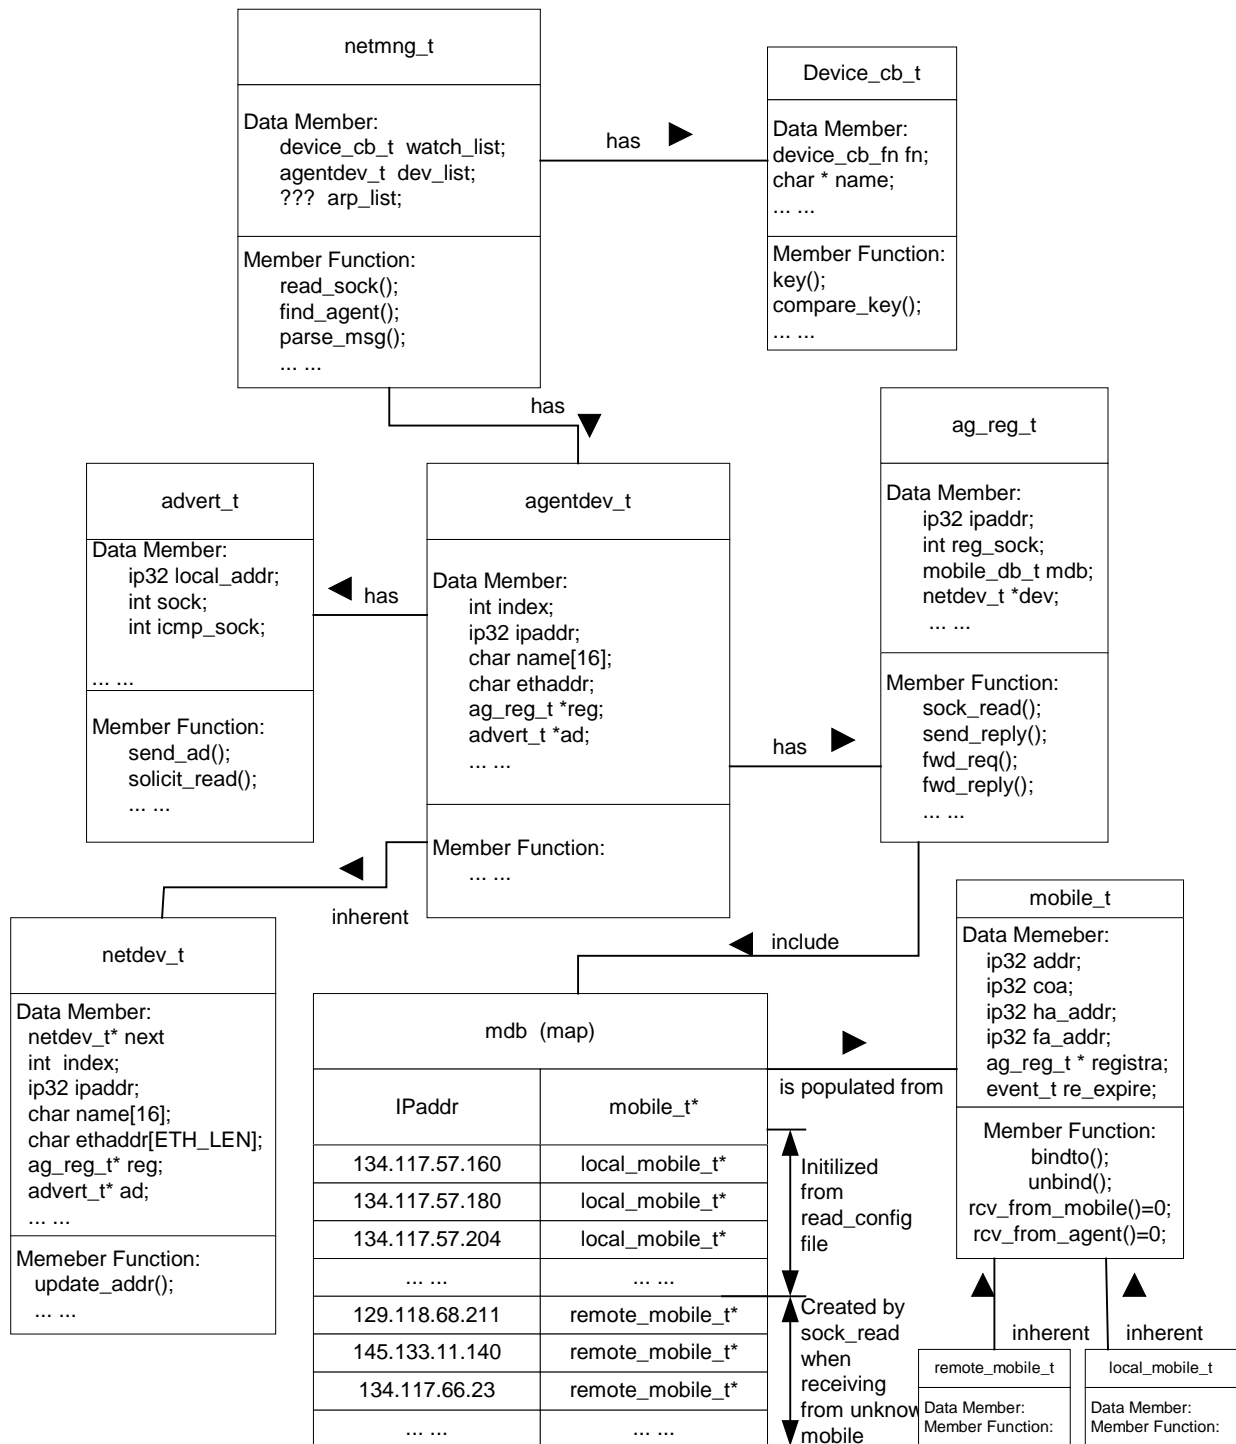 netmng_t
Data Member:
device_cb_t watch_list;
agentdev_t dev_list;
??? arp_list;
Member Function:
read_sock();
find_agent();
parse_msg();
... ...
has
Device_cb_t
Data Member:
device_cb_fn fn;
char * name;
... ...
Member Function:
key();
compare_key();
... ...
has
advert_t
Data Member:
ip32 local_addr;
int sock;
int icmp_sock;
... ...
Member Function:
send_ad();
solicit_read();
... ...
has
agentdev_t
Data Member:
int index;
ip32 ipaddr;
char name[16];
char ethaddr;
ag_reg_t *reg;
advert_t *ad;
... ...
Member Function:
... ...
has
ag_reg_t
Data Member:
ip32 ipaddr;
int reg_sock;
mobile_db_t mdb;
netdev_t *dev;
... ...
Member Function:
sock_read();
send_reply();
fwd_req();
fwd_reply();
... ...
inherent
include
netdev_t
Data Member:
netdev_t* next
int index;
ip32 ipaddr;
char name[16];
char ethaddr[ETH_LEN];
ag_reg_t* reg;
advert_t* ad;
... ...
Memeber Function:
update_addr();
... ...
mdb (map)
IPaddr mobile_t*
134.117.57.160 local_mobile_t*
134.117.57.180 local_mobile_t*
134.117.57.204 local_mobile_t*
... ... ... ...
129.118.68.211 remote_mobile_t*
145.133.11.140 remote_mobile_t*
134.117.66.23 remote_mobile_t*
... ... ... ...
is populated from
Initilized
from
read_config
file
Created by
sock_read
when
receiving
from unknow
mobile
mobile_t
Data Memeber:
ip32 addr;
ip32 coa;
ip32 ha_addr;
ip32 fa_addr;
ag_reg_t * registra;
event_t re_expire;
Member Function:
bindto();
unbind();
rcv_from_mobile()=0;
rcv_from_agent()=0;
inherent
inherent
remote_mobile_t
Data Member:
Member Function:
local_mobile_t
Data Member:
Member Function: